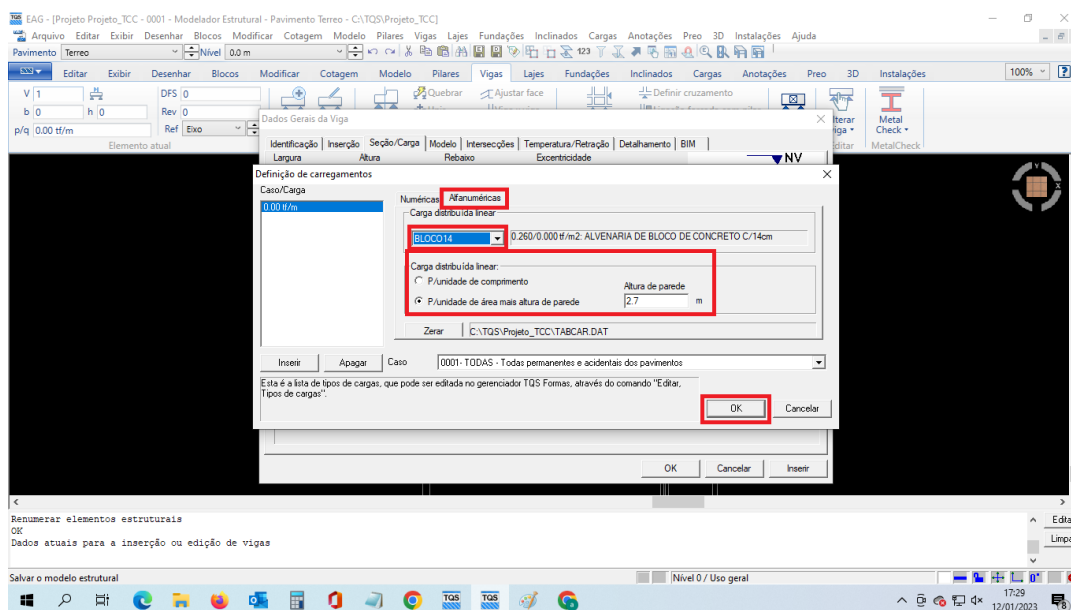 EAG - [Projeto Projeto_TCC - 0001 - Modelador Estrutural - Pavimento Terreo - C:\TQS\Projeto_TCC]
Arquivo Editar Exibir Desenhar Blocos Modificar Cotagem Modelo Pilares Vigas Lajes Fundações Inclinados Cargas Anotações Preo 3D Instalações Ajuda
Pavimento Terreo Nível 0.0 m
Editar Exibir Desenhar Blocos Modificar Cotagem Modelo Pilares Vigas Lajes Fundações Inclinados Cargas Anotações Preo 3D Instalações 100%
V 1 DFS 0 Quebrar Ajustar face Definir cruzamento
b 0 h 0 Rev 0
p/q 0.00 tf/m Ref Eixo
Metal
Check
Elemento atual MetalCheck
Dados Gerais da Viga
Identificação Inserção Seção/Carga Modelo Intersecções Temperatura/Retração Detalhamento BIM
Largura Altura Rebaixo Excentricidade NV
Definição de carregamentos
Caso/Carga
0.00 tf/m
Numéricas Alfanuméricas
Carga distribuída linear
BLOCO14 0.260/0.000 tf/m2: ALVENARIA DE BLOCO DE CONCRETO C/14cm
Carga distribuída linear:
P/unidade de comprimento
Altura de parede
P/unidade de área mais altura de parede 2.7 m
Zerar C:\TQS\Projeto_TCC\TABCAR.DAT
Inserir Apagar Caso 0001- TODAS - Todas permanentes e acidentais dos pavimentos
Esta é a lista de tipos de cargas, que pode ser editada no gerenciador TQS Formas, através do comando "Editar,
Tipos de cargas".
OK Cancelar
OK Cancelar Inserir
Renumerar elementos estruturais
OK
Dados atuais para a inserção ou edição de vigas
Salvar o modelo estrutural Nível 0 / Uso geral
17:29
12/01/2023